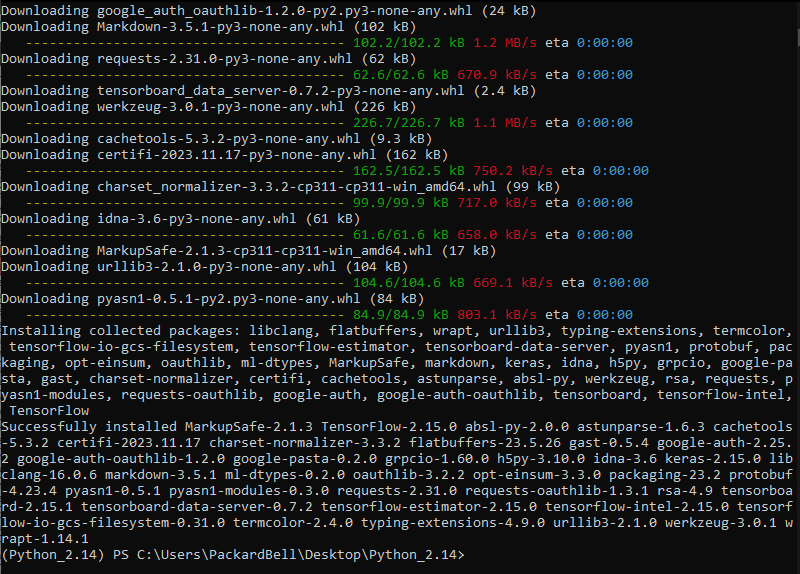 Downloading google_auth_oauthlib-1.2.0-py2.py3-none-any.whl (24 kB)
Downloading Markdown-3.5.1-py3-none-any.whl (102 kB)
---------------------------------------- 102.2/102.2 kB 1.2 MB/s eta 0:00:00
Downloading requests-2.31.0-py3-none-any.whl (62 kB)
---------------------------------------- 62.6/62.6 kB 670.9 kB/s eta 0:00:00
Downloading tensorboard_data_server-0.7.2-py3-none-any.whl (2.4 kB)
Downloading werkzeug-3.0.1-py3-none-any.whl (226 kB)
---------------------------------------- 226.7/226.7 kB 1.1 MB/s eta 0:00:00
Downloading cachetools-5.3.2-py3-none-any.whl (9.3 kB)
Downloading certifi-2023.11.17-py3-none-any.whl (162 kB)
---------------------------------------- 162.5/162.5 kB 750.2 kB/s eta 0:00:00
Downloading charset_normalizer-3.3.2-cp311-cp311-win_amd64.whl (99 kB)
---------------------------------------- 99.9/99.9 kB 717.0 kB/s eta 0:00:00
Downloading idna-3.6-py3-none-any.whl (61 kB)
---------------------------------------- 61.6/61.6 kB 658.0 kB/s eta 0:00:00
Downloading MarkupSafe-2.1.3-cp311-cp311-win_amd64.whl (17 kB)
Downloading urllib3-2.1.0-py3-none-any.whl (104 kB)
---------------------------------------- 104.6/104.6 kB 669.1 kB/s eta 0:00:00
Downloading pyasn1-0.5.1-py2.py3-none-any.whl (84 kB)
---------------------------------------- 84.9/84.9 kB 803.1 kB/s eta 0:00:00
Installing collected packages: libclang, flatbuffers, wrapt, urllib3, typing-extensions, termcolor,
tensorflow-io-gcs-filesystem, tensorflow-estimator, tensorboard-data-server, pyasn1, protobuf, pac
kaging, opt-einsum, oauthlib, ml-dtypes, MarkupSafe, markdown, keras, idna, h5py, grpcio, google-pa
sta, gast, charset-normalizer, certifi, cachetools, astunparse, absl-py, werkzeug, rsa, requests, p
yasn1-modules, requests-oauthlib, google-auth, google-auth-oauthlib, tensorboard, tensorflow-intel,
TensorFlow
Successfully installed MarkupSafe-2.1.3 TensorFlow-2.15.0 absl-py-2.0.0 astunparse-1.6.3 cachetools
-5.3.2 certifi-2023.11.17 charset-normalizer-3.3.2 flatbuffers-23.5.26 gast-0.5.4 google-auth-2.25.
2 google-auth-oauthlib-1.2.0 google-pasta-0.2.0 grpcio-1.60.0 h5py-3.10.0 idna-3.6 keras-2.15.0 lib
clang-16.0.6 markdown-3.5.1 ml-dtypes-0.2.0 oauthlib-3.2.2 opt-einsum-3.3.0 packaging-23.2 protobuf
-4.23.4 pyasn1-0.5.1 pyasn1-modules-0.3.0 requests-2.31.0 requests-oauthlib-1.3.1 rsa-4.9 tensorboa
rd-2.15.1 tensorboard-data-server-0.7.2 tensorflow-estimator-2.15.0 tensorflow-intel-2.15.0 tensorf
low-io-gcs-filesystem-0.31.0 termcolor-2.4.0 typing-extensions-4.9.0 urllib3-2.1.0 werkzeug-3.0.1 w
rapt-1.14.1
(Python_2.14) PS C:\Users\PackardBell\Desktop\Python_2.14>